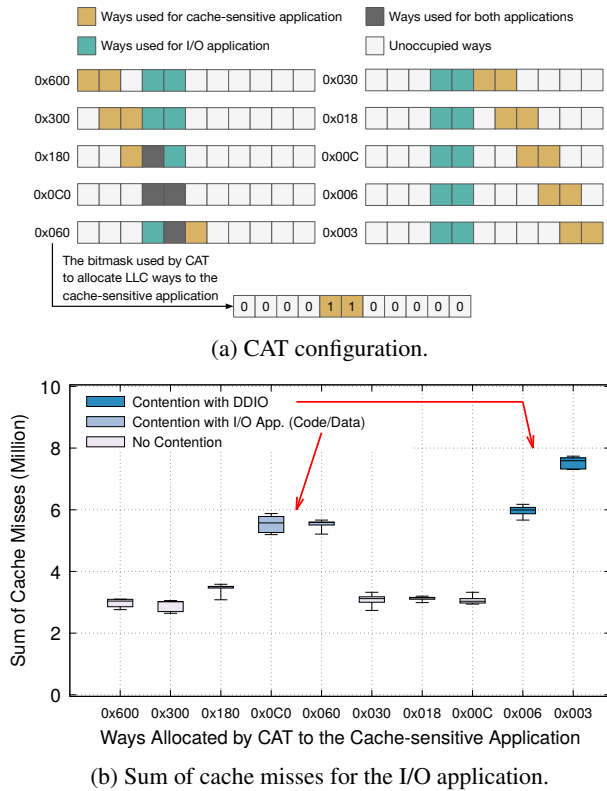 Ways used for cache-sensitive application
Ways used for both applications
Ways used for I/O application
Unoccupied ways
0x600
0x030
0x300
0x018
0x180
0x00C
0x0C0
0x006
0x060
0x003
The bitmask used by CAT
to allocate LLC ways to the
cache-sensitive application
0 0 0 0 1 1 0 0 0 0 0
(a) CAT configuration.
10
8
6
4
2
0
Sum of Cache Misses (Million)
Contention with DDIO
Contention with I/O App. (Code/Data)
No Contention
0x600 0x300 0x180 0x0C0 0x060 0x030 0x018 0x00C 0x006 0x003
Ways Allocated by CAT to the Cache-sensitive Application
(b) Sum of cache misses for the I/O application.